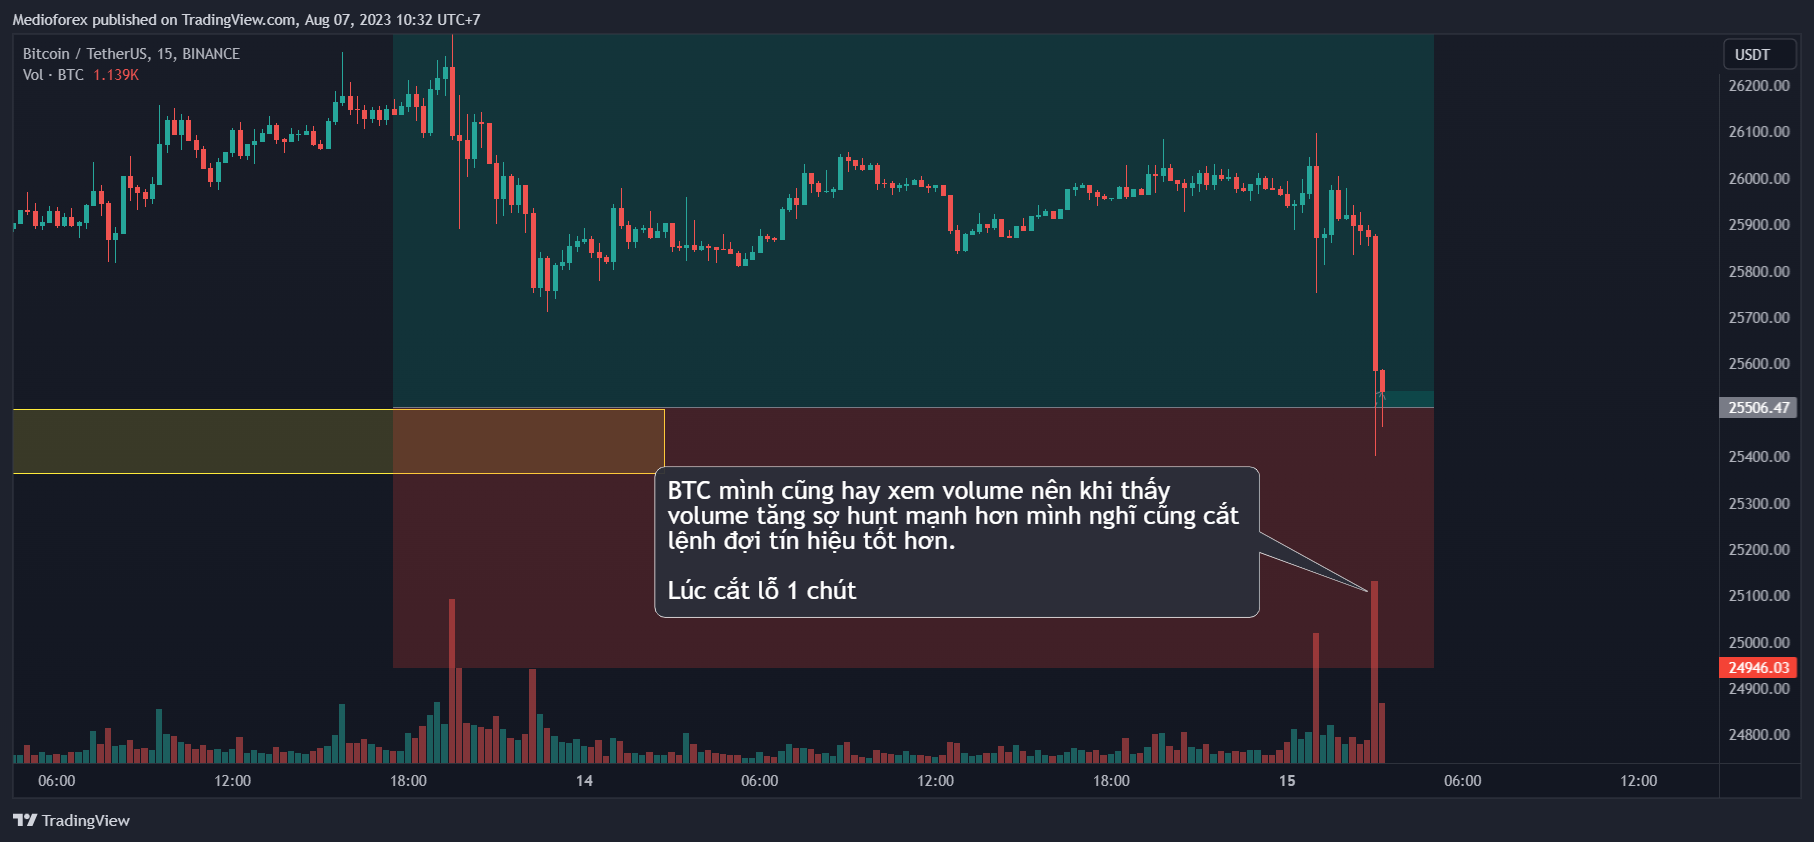 Medioforex published on TradingView.com, Aug 07, 2023 10:32 UTC+7
Bitcoin / TetherUS, 15, BINANCE
Vol · BTC 1.139K
USDT
26200.00
26100.00
26000.00
25900.00
25800.00
25700.00
25600.00
25506.47
25400.00
25300.00
25200.00
25100.00
25000.00
24946.03
24900.00
24800.00
BTC mình cũng hay xem volume nên khi thấy
volume tăng sợ hunt mạnh hơn mình nghĩ cũng cắt
lệnh đợi tín hiệu tốt hơn.
Lúc cắt lỗ 1 chút
06:00 12:00 18:00 14 06:00 12:00 18:00 15 06:00 12:00
TradingView